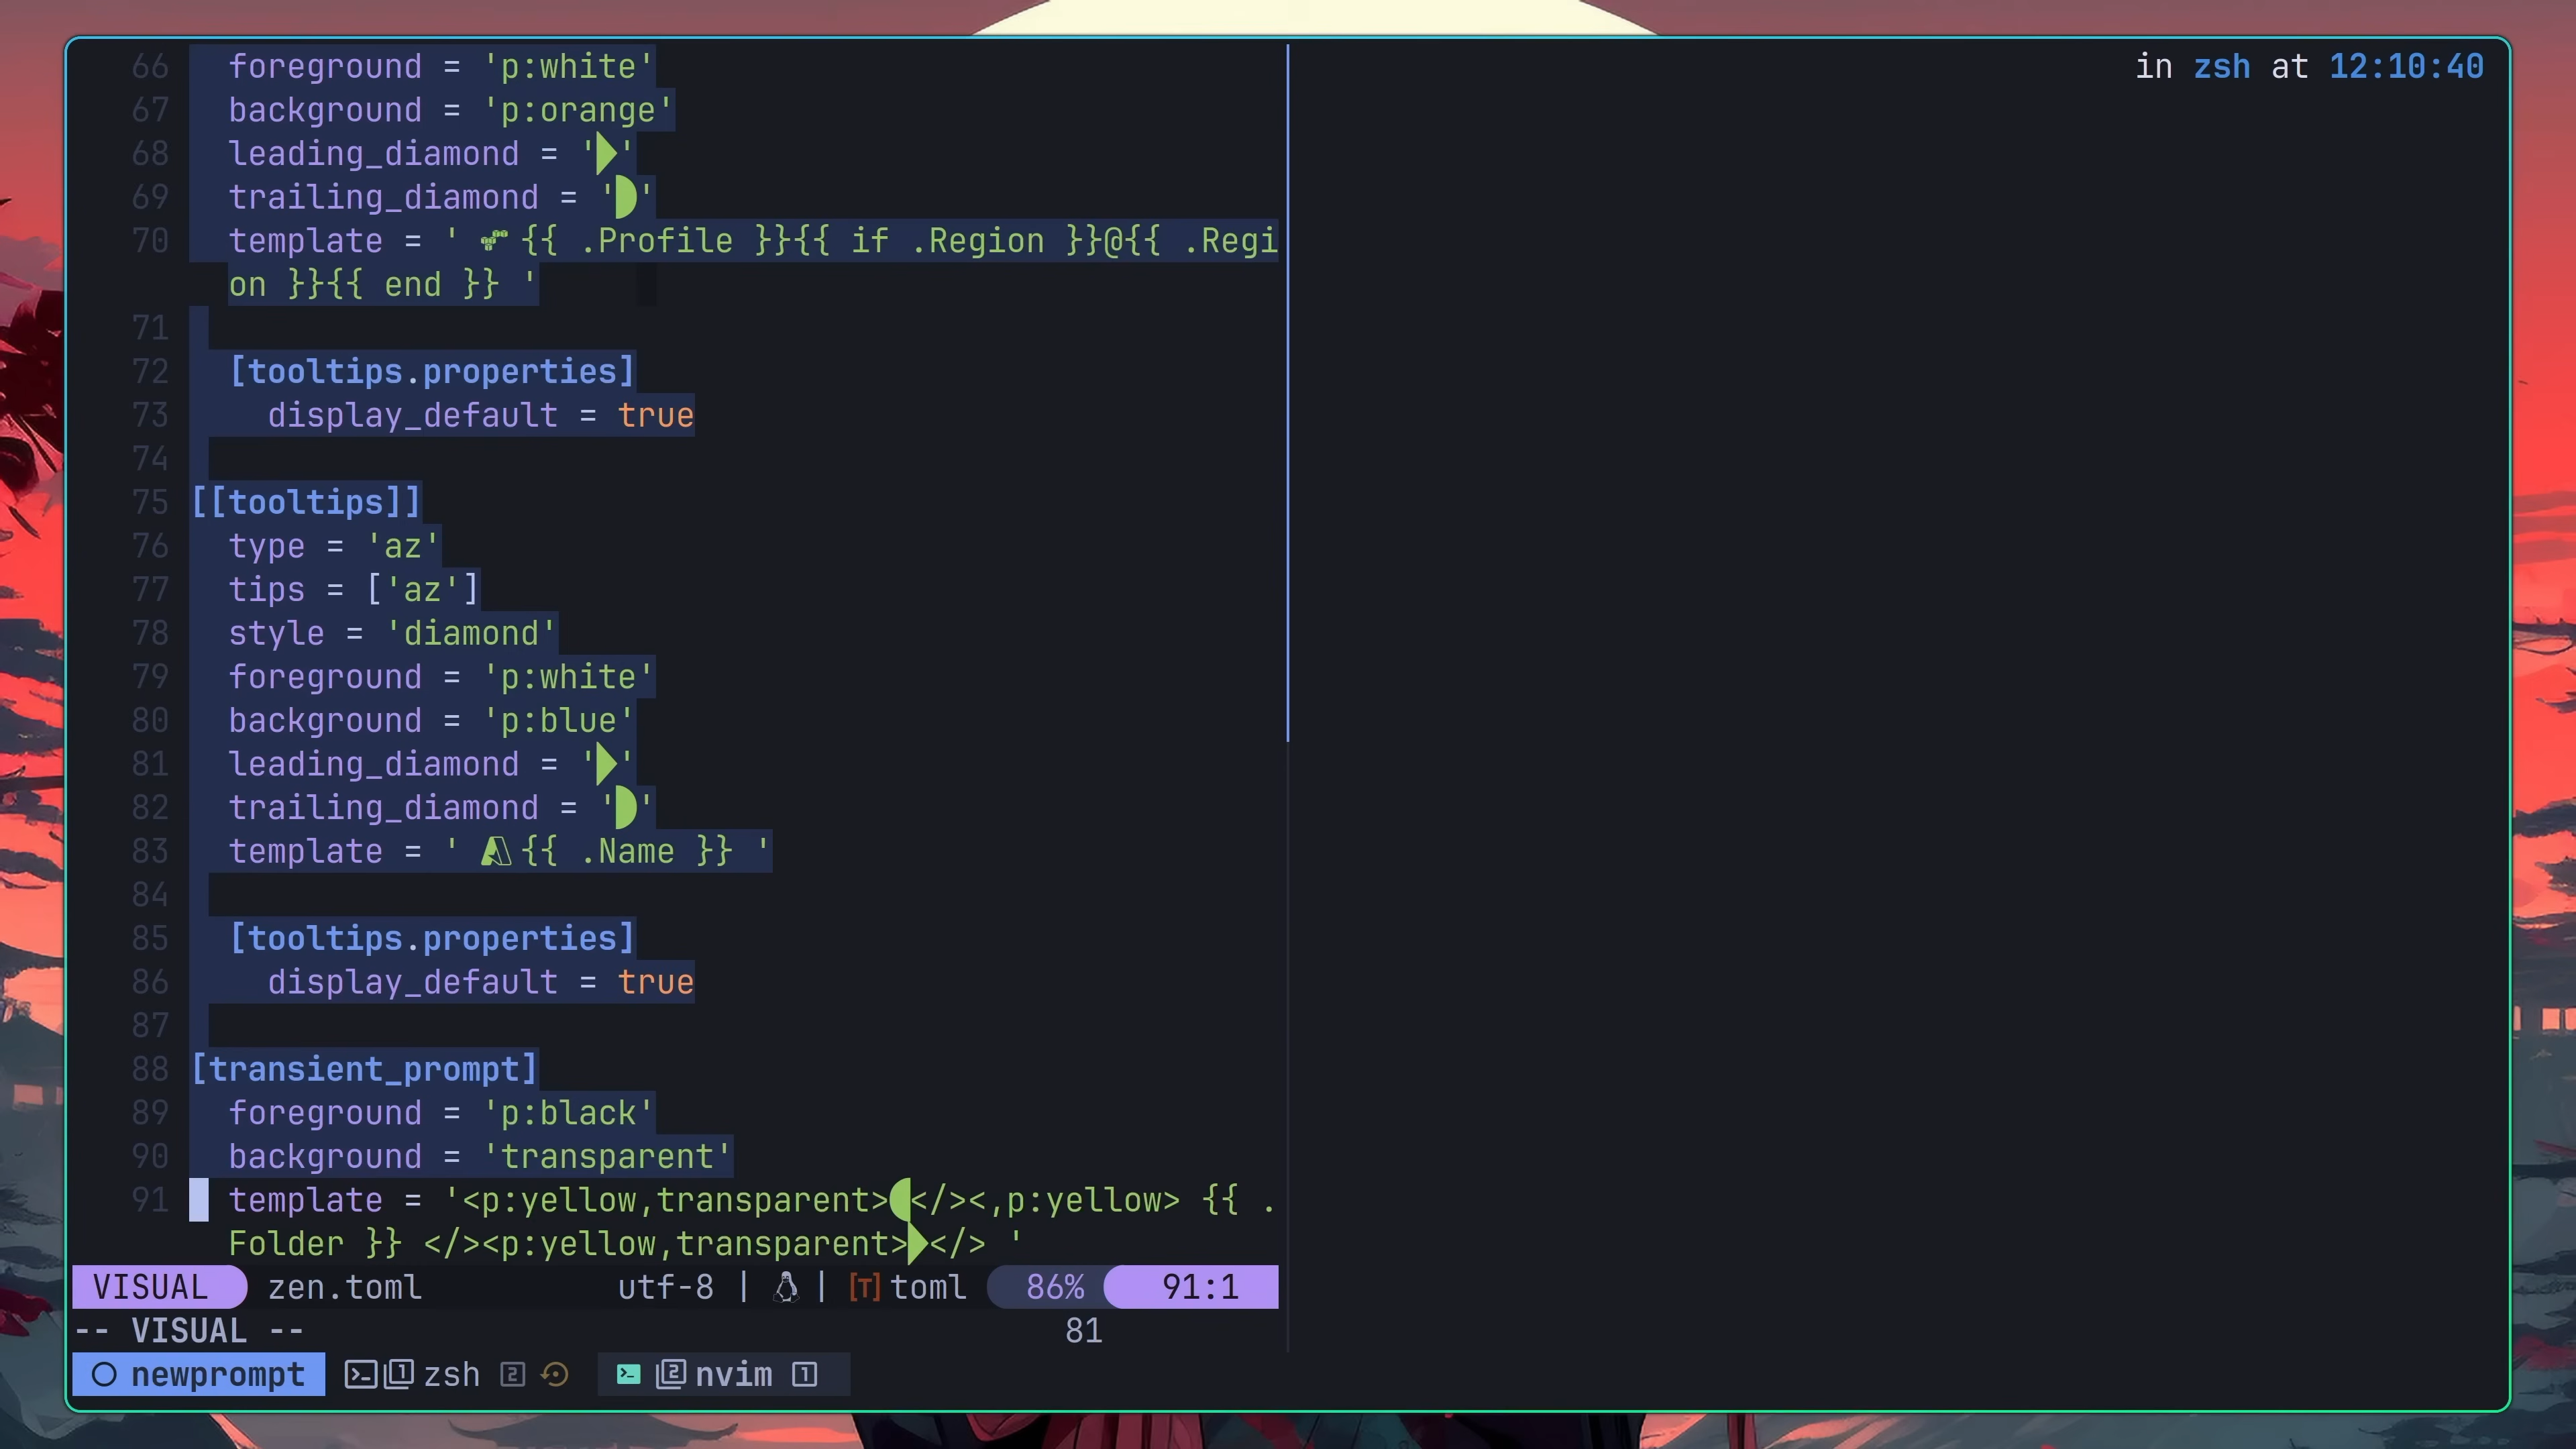 66 foreground = 'p:white'
67 background = 'p:orange'
68 leading_diamond = ''
69 trailing_diamond = ''
70 template = ' {{ .Profile }}{{ if .Region }}@{{ .Regi
on }}{{ end }} '
71
72 [tooltips.properties]
73 display_default = true
74
75 [[tooltips]]
76 type = 'az'
77 tips = ['az']
78 style = 'diamond'
79 foreground = 'p:white'
80 background = 'p:blue'
81 leading_diamond = ''
82 trailing_diamond = ''
83 template = ' {{ .Name }} '
84
85 [tooltips.properties]
86 display_default = true
87
88 [transient_prompt]
89 foreground = 'p:black'
90 background = 'transparent'
91 template = '<p:yellow,transparent></><,p:yellow> {{ .
Folder }} </><p:yellow,transparent></> '
VISUAL zen.toml utf-8 | | [T] toml 86% 91:1
-- VISUAL -- 81
newprompt 1 zsh 2 2 nvim 1
in zsh at 12:10:40